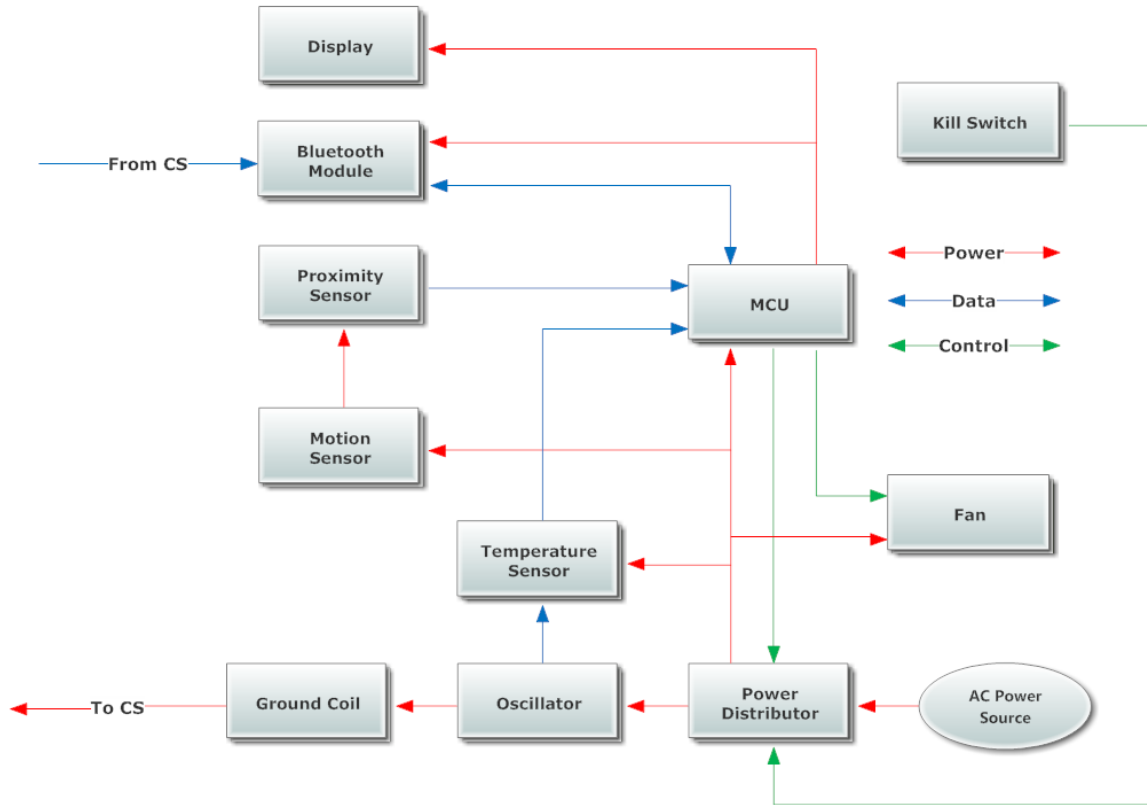 Display
Kill Switch
Bluetooth
Module
From CS
Proximity
Sensor
MCU
Power
Data
Control
Motion
Sensor
Fan
Temperature
Sensor
To CS
Ground Coil
Oscillator
Power
Distributor
AC Power
Source